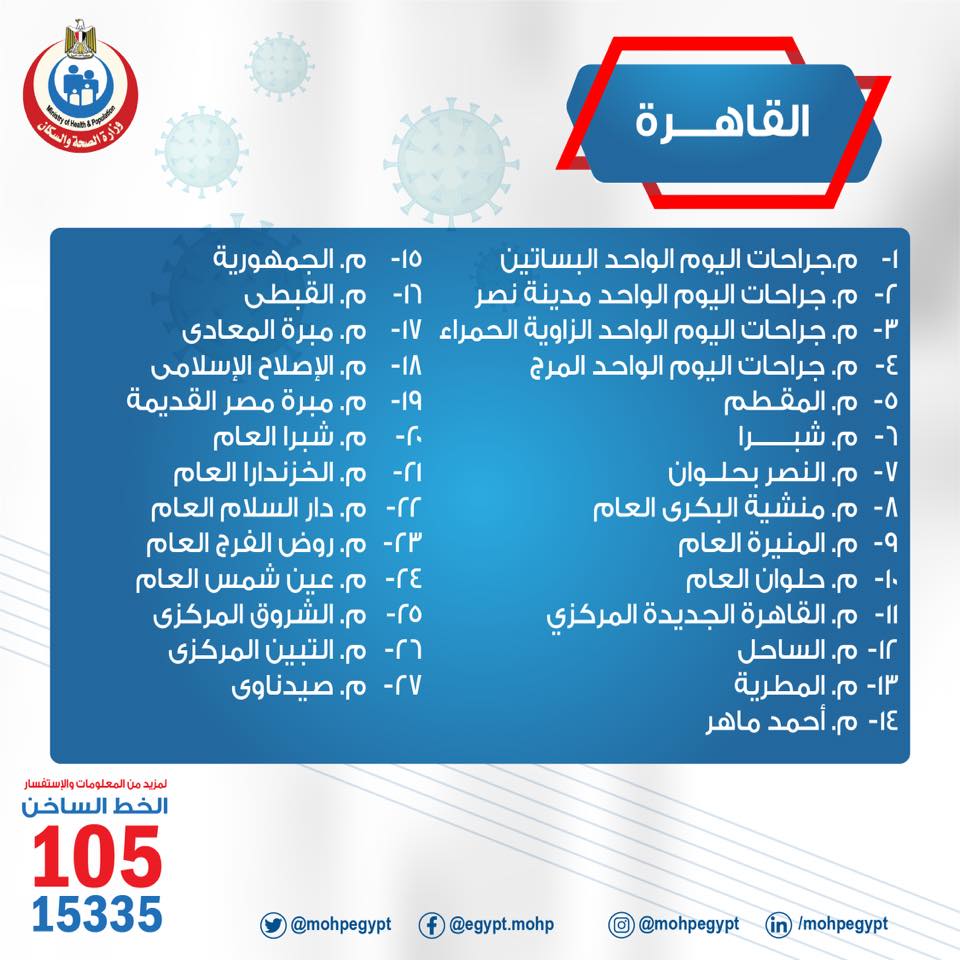 Ministry of Health & Population
وزارة الصحة والسكان
القاهـــرة
١- م.جراحات اليوم الواحد البساتين
٢- م. جراحات اليوم الواحد مدينة نصر
٣- م. جراحات اليوم الواحد الزاوية الحمراء
٤- م. جراحات اليوم الواحد المرج
٥- م. المقـطـم
٦- م. شبـــــرا
٧- م. النصر بحلـوان
٨- م. منشية البكرى العام
٩- م. المنيرة العام
١٠- م. حلوان العام
١١- م. القاهرة الجديدة المركزي
١٢- م. الساحل
١٣- م. المطرية
١٤- م. أحمد ماهر
١٥- م. الجمهورية
١٦- م. القبطى
١٧- م. مبرة المعادى
١٨- م. الإصلاح الإسلامى
١٩- م. مبرة مصر القديمة
٢٠- م. شبرا العام
٢١- م. الخزندارا العام
٢٢- م. دار السلام العام
٢٣- م. روض الفرج العام
٢٤- م. عين شمس العام
٢٥- م. الشروق المركزى
٢٦- م. التبين المركزى
٢٧- م. صيدناوى
لمزيد من المعلومات والإستفسار
الخط الساخن
105
15335
@mohpegypt @egypt.mohp @mohpegypt /mohpegypt